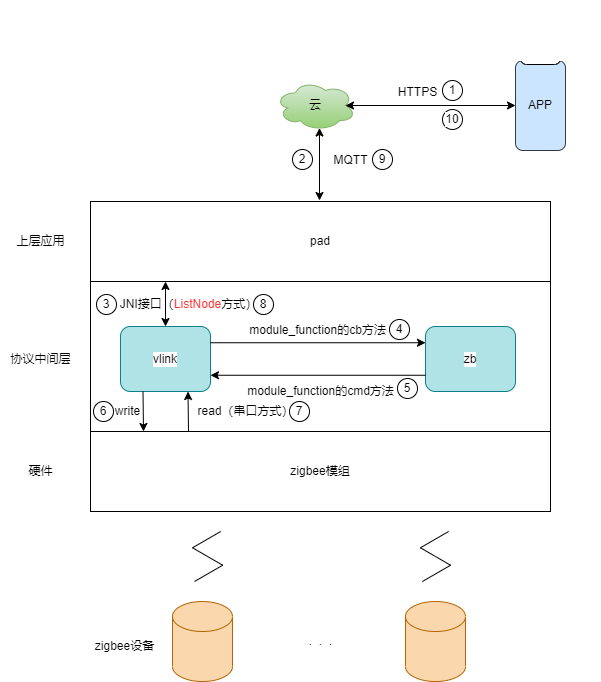 HTTPS ①
云
APP
⑩
② MQTT ⑨
上层应用
pad
③ JNI接口（ListNode方式）⑧
module_function的cb方法 ④
协议中间层
vlink
zb
module_function的cmd方法 ⑤
⑥ write
read（串口方式）⑦
硬件
zigbee模组
zigbee设备
· · ·